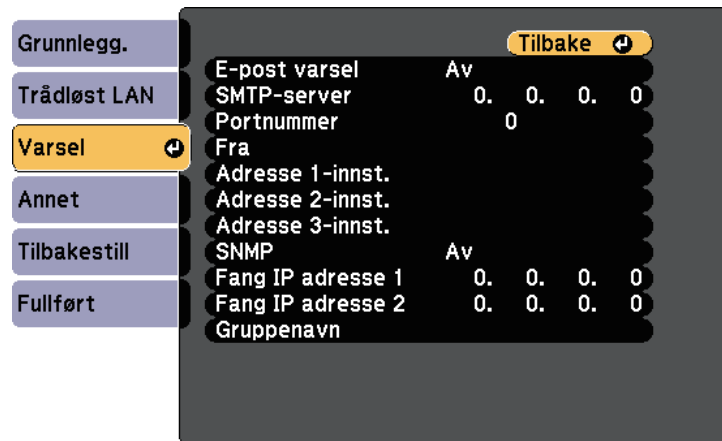 Grunnlegg.
Trådløst LAN
Varsel
Annet
Tilbakestill
Fullført
Tilbake
E-post varsel Av
SMTP-server 0. 0. 0. 0
Portnummer 0
Fra
Adresse 1-innst.
Adresse 2-innst.
Adresse 3-innst.
SNMP Av
Fang IP adresse 1 0. 0. 0. 0
Fang IP adresse 2 0. 0. 0. 0
Gruppenavn